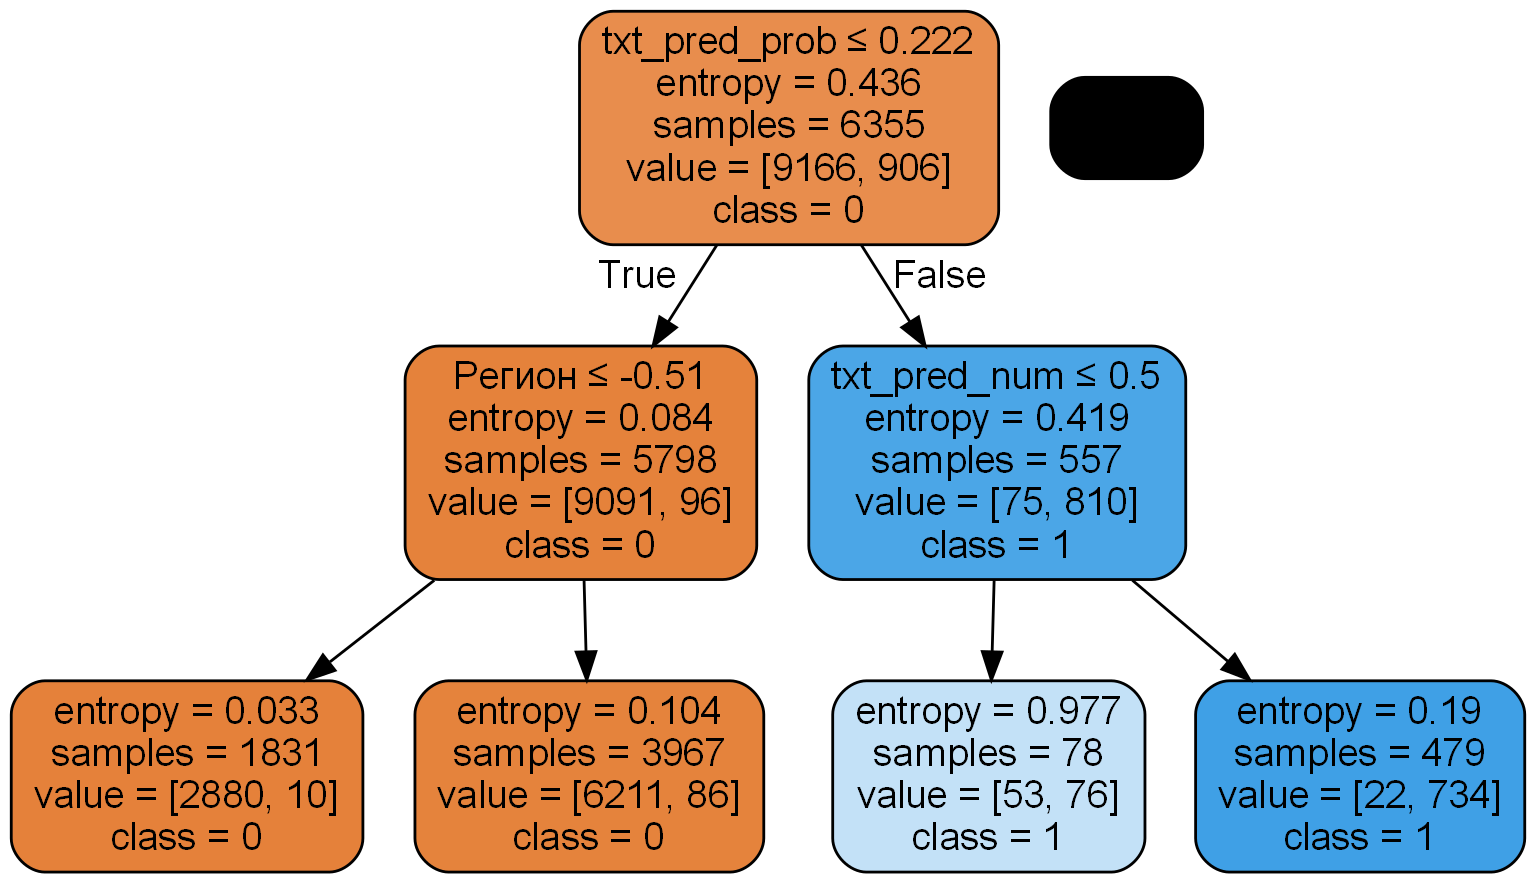 txt_pred_prob ≤ 0.222
entropy = 0.436
samples = 6355
value = [9166, 906]
class = 0
True
False
Регион ≤ -0.51
entropy = 0.084
samples = 5798
value = [9091, 96]
class = 0
txt_pred_num ≤ 0.5
entropy = 0.419
samples = 557
value = [75, 810]
class = 1
entropy = 0.033
samples = 1831
value = [2880, 10]
class = 0
entropy = 0.104
samples = 3967
value = [6211, 86]
class = 0
entropy = 0.977
samples = 78
value = [53, 76]
class = 1
entropy = 0.19
samples = 479
value = [22, 734]
class = 1